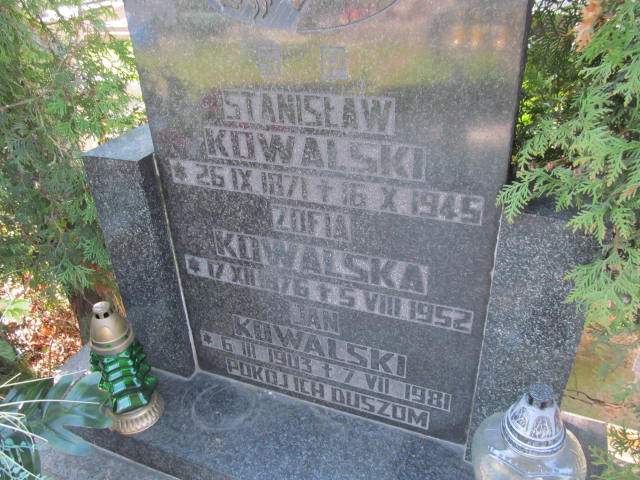 STANISŁAW
KOWALSKI
* 26 IX 1871 + 16 X 1945
ZOFIA
KOWALSKA
* 17 XII 1876 + 5 VIII 1952
JAN
KOWALSKI
* 6 III 1903 + 7 VII 1981
POKÓJ ICH DUSZOM